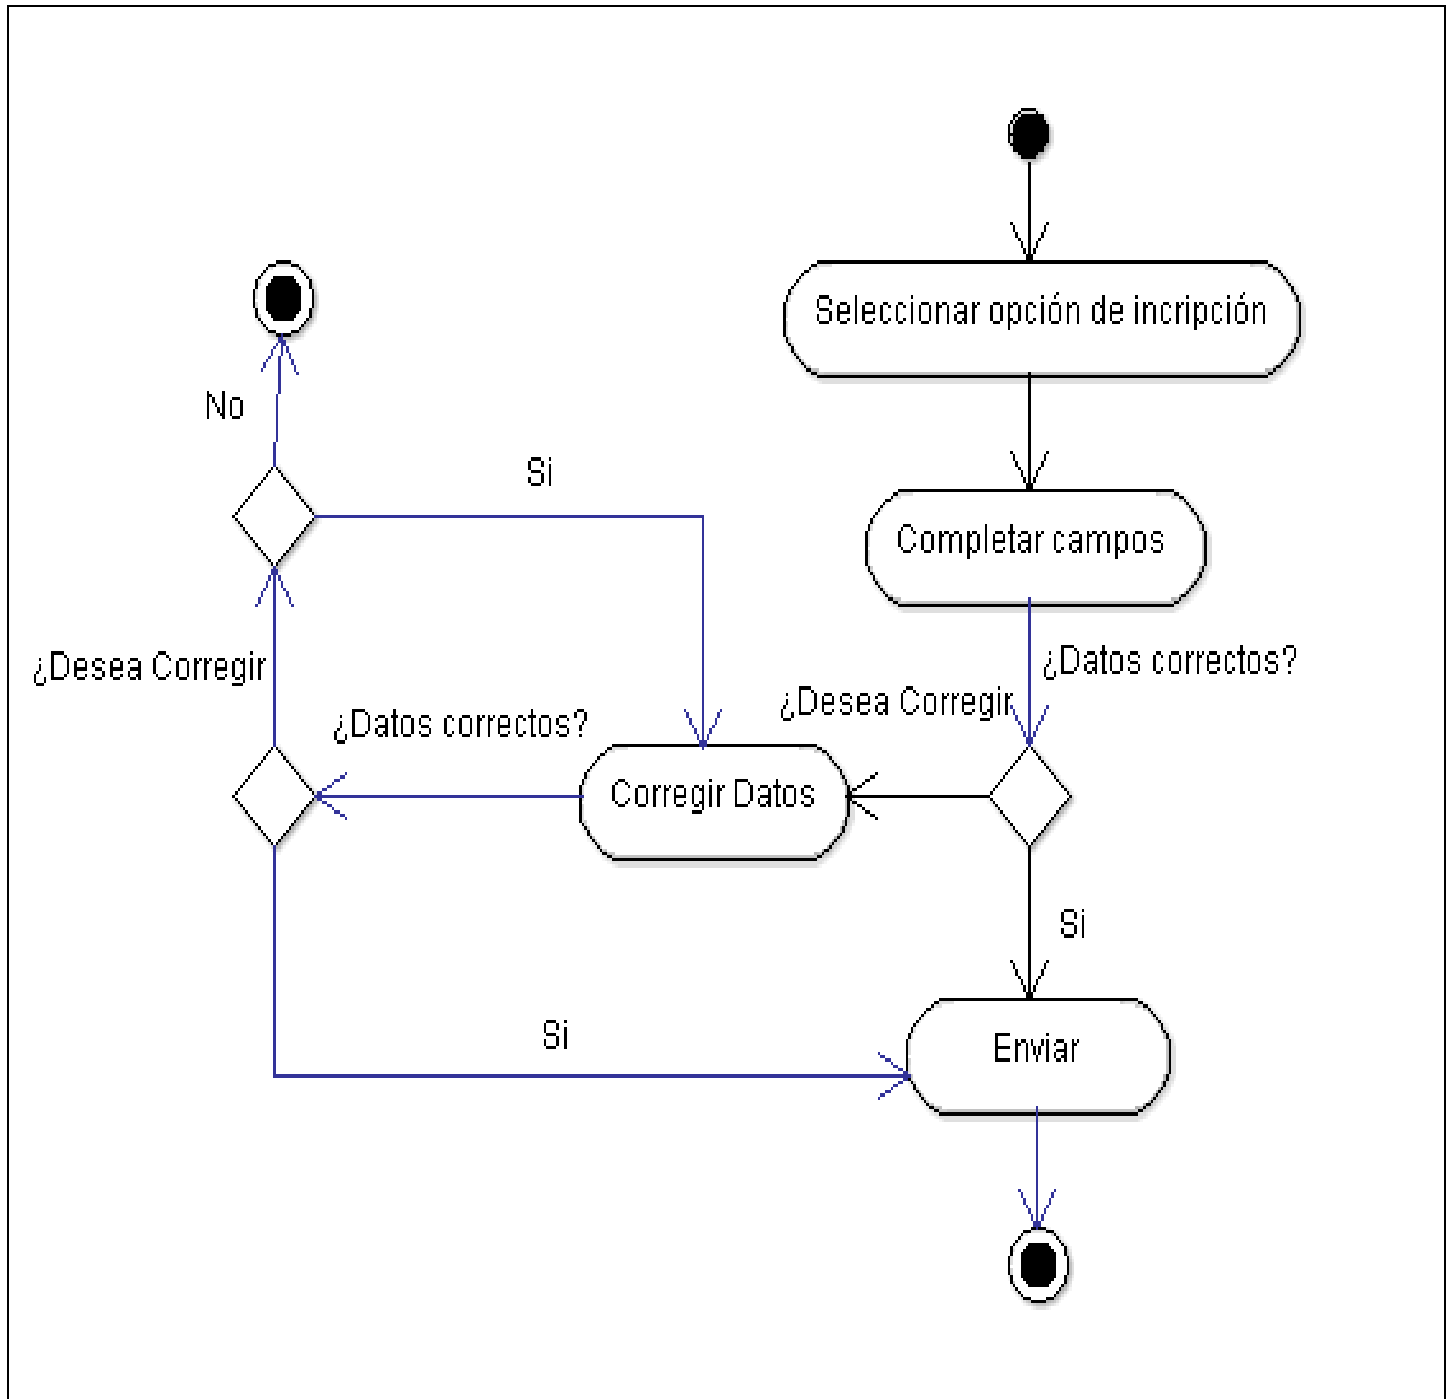 Seleccionar opción de incripción
No
Si
Completar campos
¿Desea Corregir
¿Datos correctos?
¿Desea Corregir
¿Datos correctos?
Corregir Datos
Si
Si
Enviar